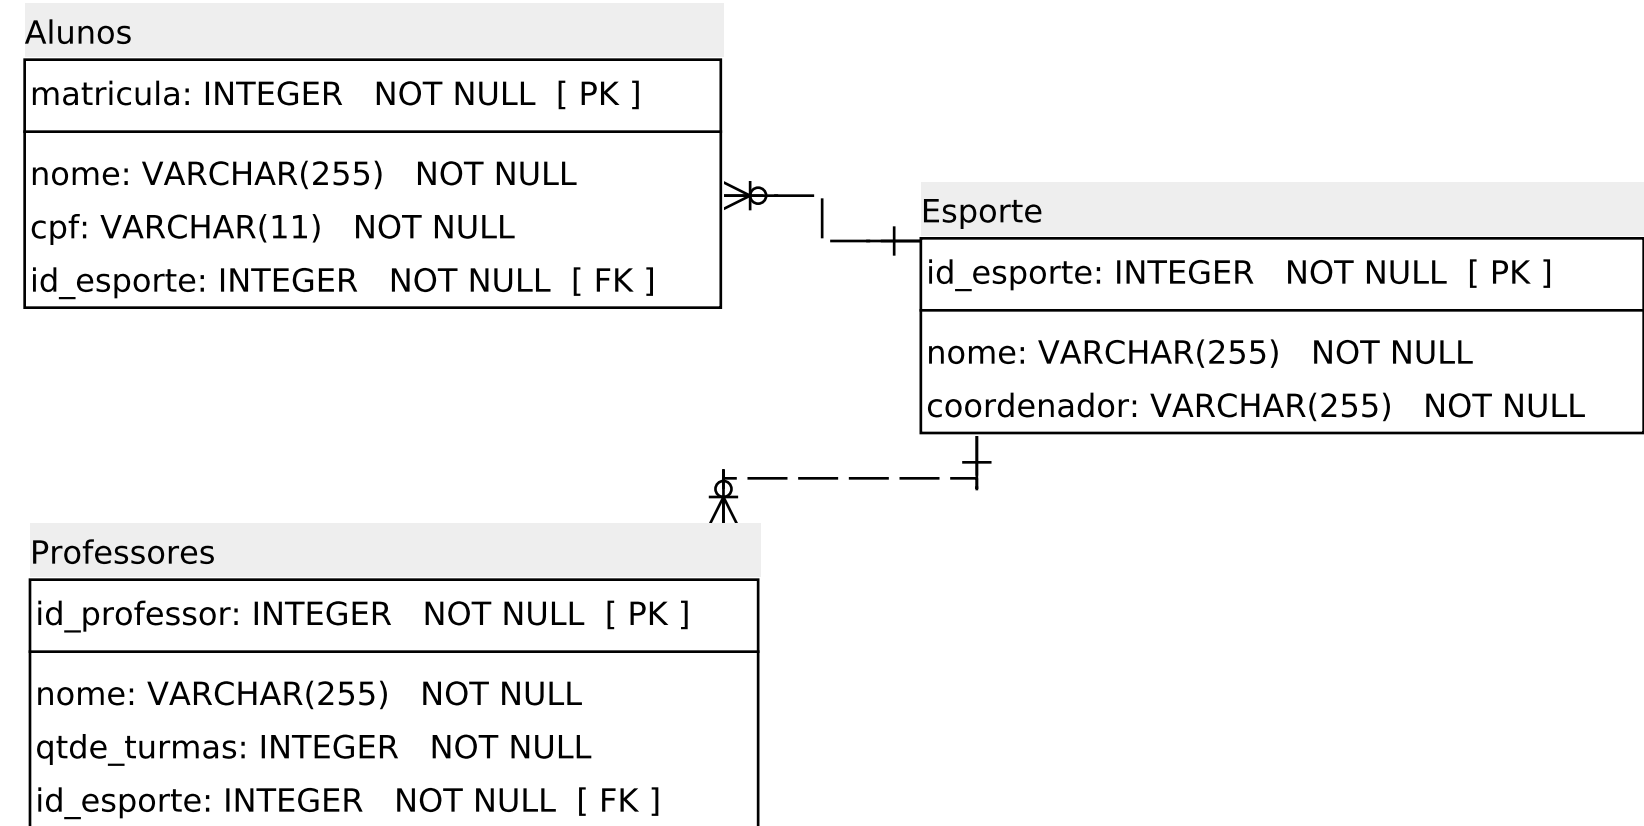 Alunos
matricula: INTEGER NOT NULL [ PK ]
nome: VARCHAR(255) NOT NULL
cpf: VARCHAR(11) NOT NULL
id_esporte: INTEGER NOT NULL [ FK ]
Esporte
id_esporte: INTEGER NOT NULL [ PK ]
nome: VARCHAR(255) NOT NULL
coordenador: VARCHAR(255) NOT NULL
Professores
id_professor: INTEGER NOT NULL [ PK ]
nome: VARCHAR(255) NOT NULL
qtde_turmas: INTEGER NOT NULL
id_esporte: INTEGER NOT NULL [ FK ]